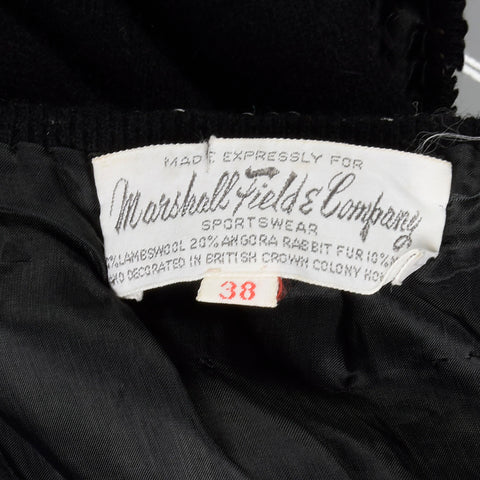 MADE EXPRESSLY FOR
Marshall Field & Company
SPORTSWEAR
% LAMBSWOOL 20% ANGORA RABBIT FUR 10%
DECORATED IN BRITISH CROWN COLONY
38